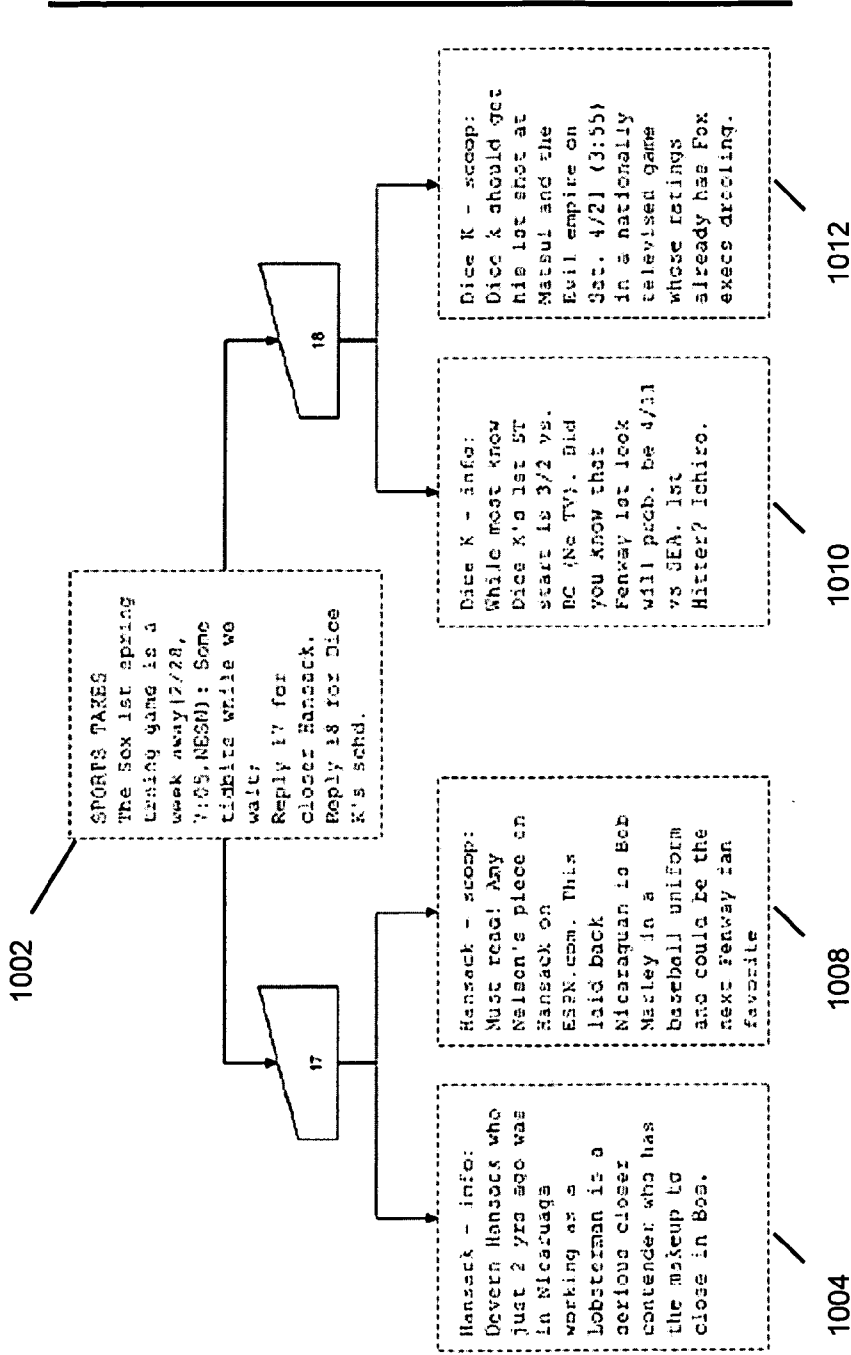 1002
SPORTS TAKES
The Sox 1st spring
traing game is a
week away(2/28,
7:05,NESN): Some
tidbits while we
wait;
Reply 17 for
closer Hansack.
Reply 18 for Dice
K's schd.
17
18
Hansack - info:
Devern Hansack who
just 2 yrs ago was
in Nicaruaga
working as a
Lobsterman is a
serious closer
contender who has
the makeup to
close in Bos.
1004
Hansack - scoop:
Must read! Amy
Nelson's piece on
Hansack on
ESPN.com. This
laid back
Nicaraguan is Bob
Marley in a
baseball uniform
and could be the
next Fenway fan
favorite
1008
Dice K - info:
While most know
Dice K's 1st ST
start is 3/2 vs.
BC (No TV). Did
you know that
Fenway 1st look
will prob. be 4/11
vs SEA. 1st
Hitter? Ichiro.
1010
Dice K - scoop:
Dice k should get
his 1st shot at
Matsui and the
Evil empire on
Sat. 4/21 (3:55)
in a nationally
televised game
whose ratings
already has Fox
execs drooling.
1012